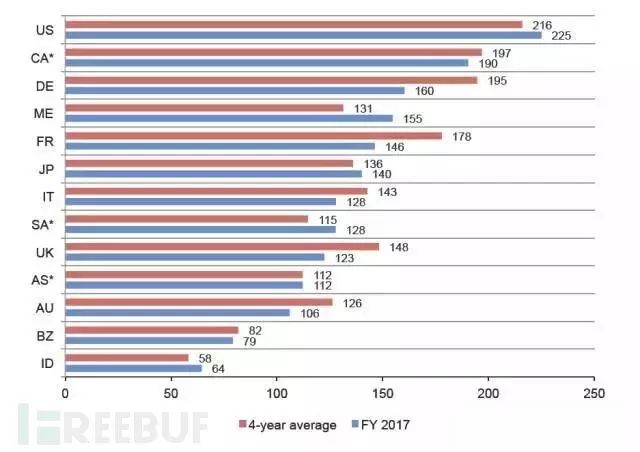 US 216
225
CA* 197
190
DE 195
160
ME 131
155
FR 178
146
JP 136
140
IT 143
128
SA* 115
128
UK 148
123
AS* 112
112
AU 126
106
BZ 82
79
ID 58
64
0 50 100 150 200 250
4-year average FY 2017
FREEBUF